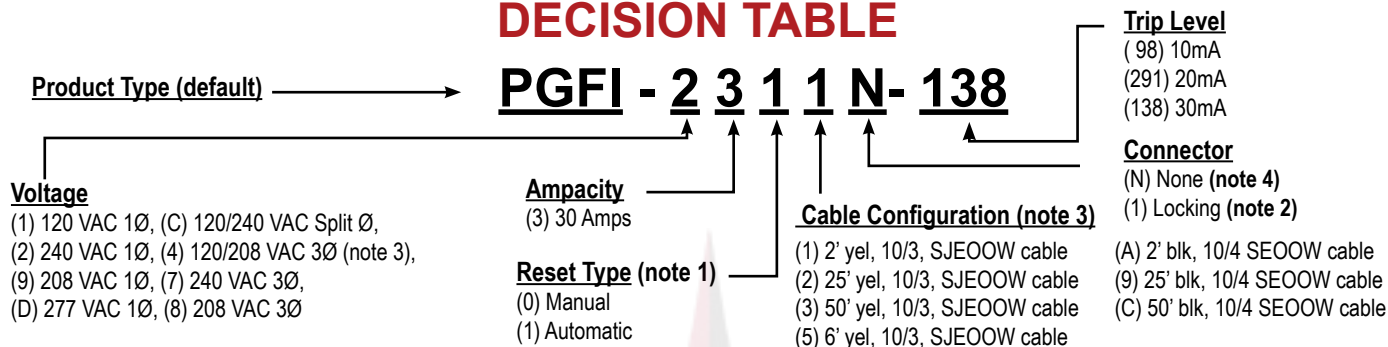 DECISION TABLE
Product Type (default)
PGFI - 2 3 1 1 N- 138
Trip Level
( 98) 10mA
(291) 20mA
(138) 30mA
Connector
(N) None (note 4)
(1) Locking (note 2)
Voltage
(1) 120 VAC 1Ø, (C) 120/240 VAC Split Ø,
(2) 240 VAC 1Ø, (4) 120/208 VAC 3Ø (note 3),
(9) 208 VAC 1Ø, (7) 240 VAC 3Ø,
(D) 277 VAC 1Ø, (8) 208 VAC 3Ø
Ampacity
(3) 30 Amps
Reset Type (note 1)
(0) Manual
(1) Automatic
Cable Configuration (note 3)
(1) 2’ yel, 10/3, SJEOOW cable
(2) 25’ yel, 10/3, SJEOOW cable
(3) 50’ yel, 10/3, SJEOOW cable
(5) 6’ yel, 10/3, SJEOOW cable
(A) 2’ blk, 10/4 SEOOW cable
(9) 25’ blk, 10/4 SEOOW cable
(C) 50’ blk, 10/4 SEOOW cable